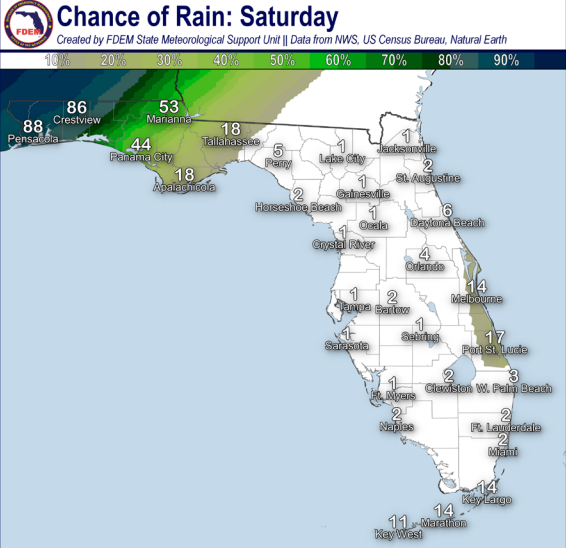 Chance of Rain: Saturday
FDEM
Created by FDEM State Meteorological Support Unit || Data from NWS, US Census Bureau, Natural Earth
10% 20% 30% 40% 50% 60% 70% 80% 90%
86
Crestview
53
Marianna
88
Pensacola
44
Panama City
18
Tallahassee
18
Apalachicola
5
Perry
1
Lake City
1
Jacksonville
2
St. Augustine
2
Horseshoe Beach
1
Gainesville
1
Ocala
6
Daytona Beach
1
Crystal River
4
Orlando
14
Melbourne
1
Tampa
2
Bartow
1
Sarasota
1
Sebring
17
Port St. Lucie
1
Ft. Myers
2
Clewiston
3
W. Palm Beach
2
Naples
2
Ft. Lauderdale
2
Miami
14
Key Largo
14
Marathon
11
Key West